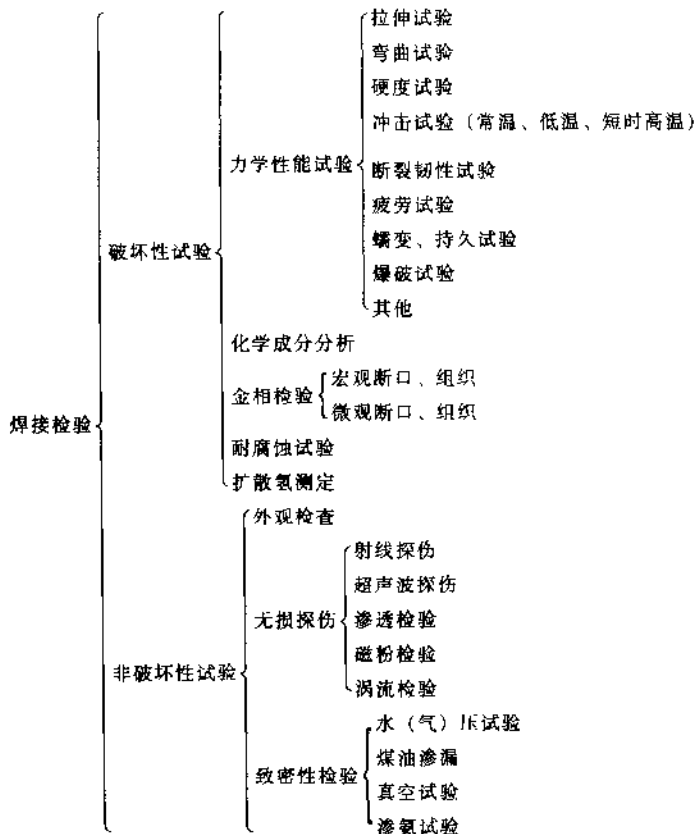 拉伸试验
弯曲试验
硬度试验
冲击试验（常温、低温、短时高温）
力学性能试验
断裂韧性试验
疲劳试验
破坏性试验
蠕变、持久试验
爆破试验
其他
化学成分分析
宏观断口、组织
金相检验
微观断口、组织
焊接检验
耐腐蚀试验
扩散氢测定
外观检查
射线探伤
超声波探伤
无损探伤
渗透检验
磁粉检验
非破坏性试验
涡流检验
水（气）压试验
煤油渗漏
致密性检验
真空试验
渗氨试验